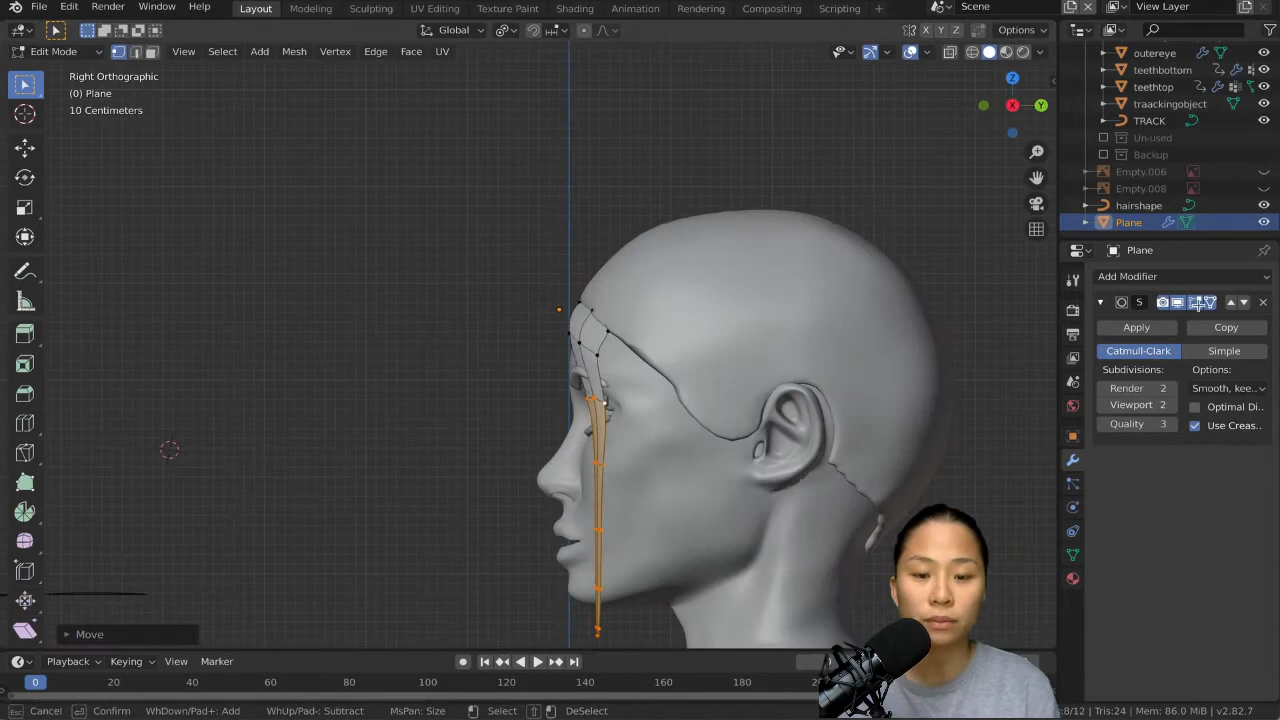 File Edit Render Window Help Layout Modeling Sculpting UV Editing Texture Paint Shading Animation Rendering Compositing Scripting Scene View Layer
Global X Y Z Options
Edit Mode View Select Add Mesh Vertex Edge Face UV
Right Orthographic
(0) Plane
10 Centimeters
X
Y
Z
outereye
teethbottom
teethtop
traackingobject
TRACK
Un-used
Backup
Empty.006
Empty.008
hairshape
Plane
Plane
Add Modifier
S
Apply Copy
Catmull-Clark Simple
Subdivisions: Options:
Render 2 Smooth, kee..
Viewport 2 Optimal Di..
Quality 3 Use Creas..
Move
Playback Keying View Marker
0 20 40 60 80 100 120 140 160 180 200
Cancel Confirm WhDown/Pad+: Add WhUp/Pad-: Subtract MsPan: Size Select DeSelect :8/12 Tris:24 Mem: 86.0 MiB v2.82.7